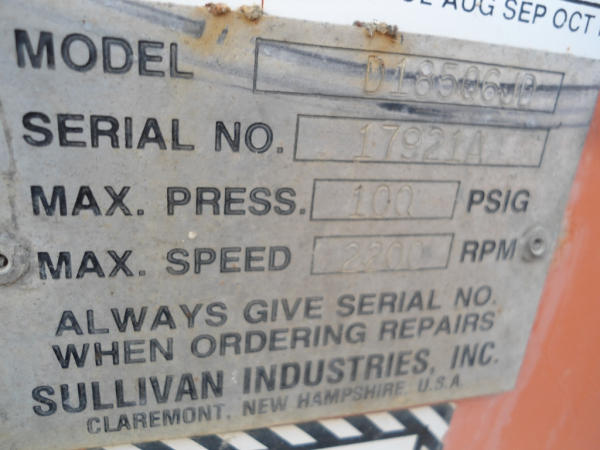 AUG SEP OCT
MODEL D18506JD
SERIAL NO. 17921A
MAX. PRESS. 100 PSIG
MAX. SPEED 2200 RPM
ALWAYS GIVE SERIAL NO.
WHEN ORDERING REPAIRS
SULLIVAN INDUSTRIES, INC.
CLAREMONT, NEW HAMPSHIRE, U.S.A.